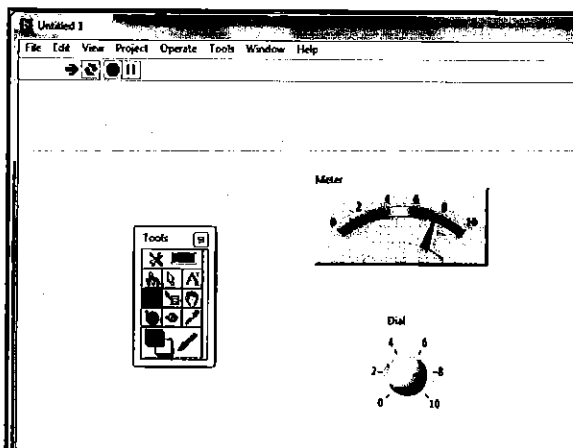 Untitled 1
File Edit View Project Operate Tools Window Help
Meter
0 2 4 6 8 10
Tools
Dial
4 6
2 8
0 10